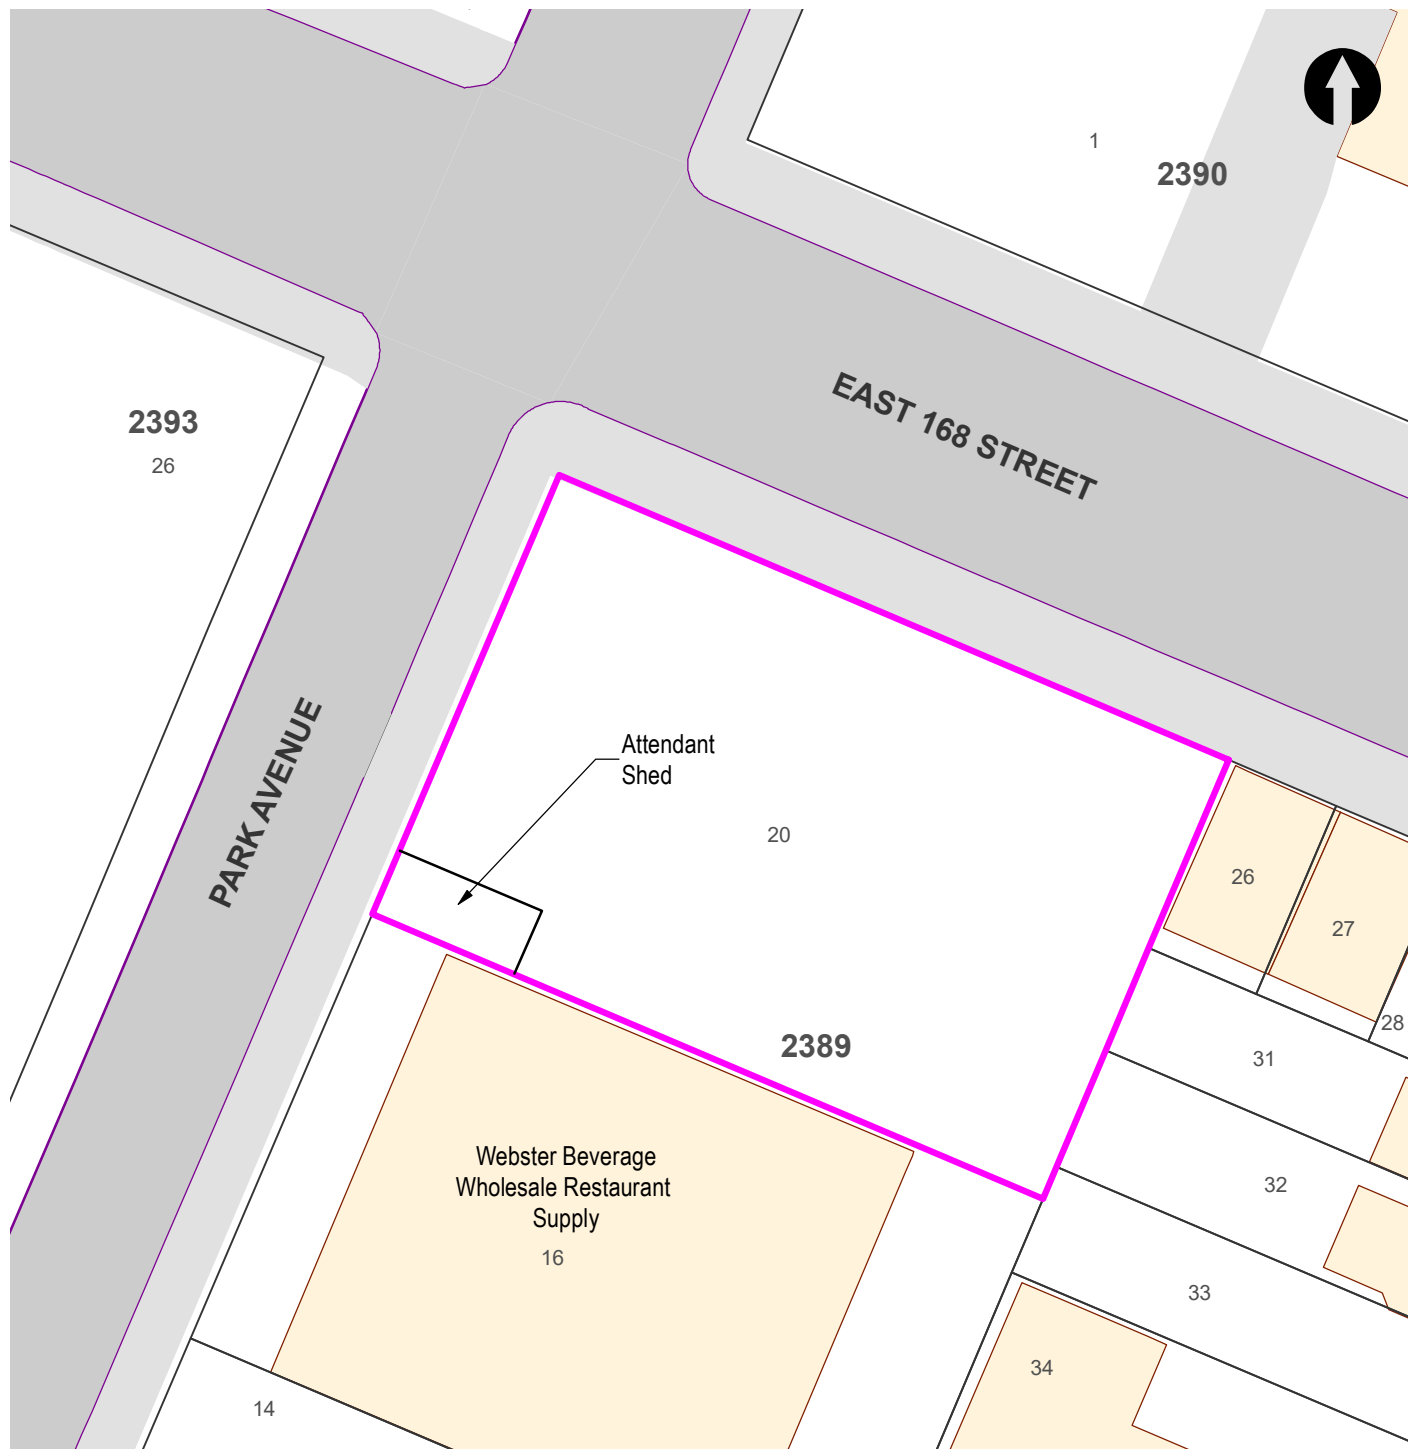 1
2390
2393
26
EAST 168 STREET
PARK AVENUE
Attendant
Shed
20
26
27
28
2389
31
32
33
34
Webster Beverage
Wholesale Restaurant
Supply
16
14